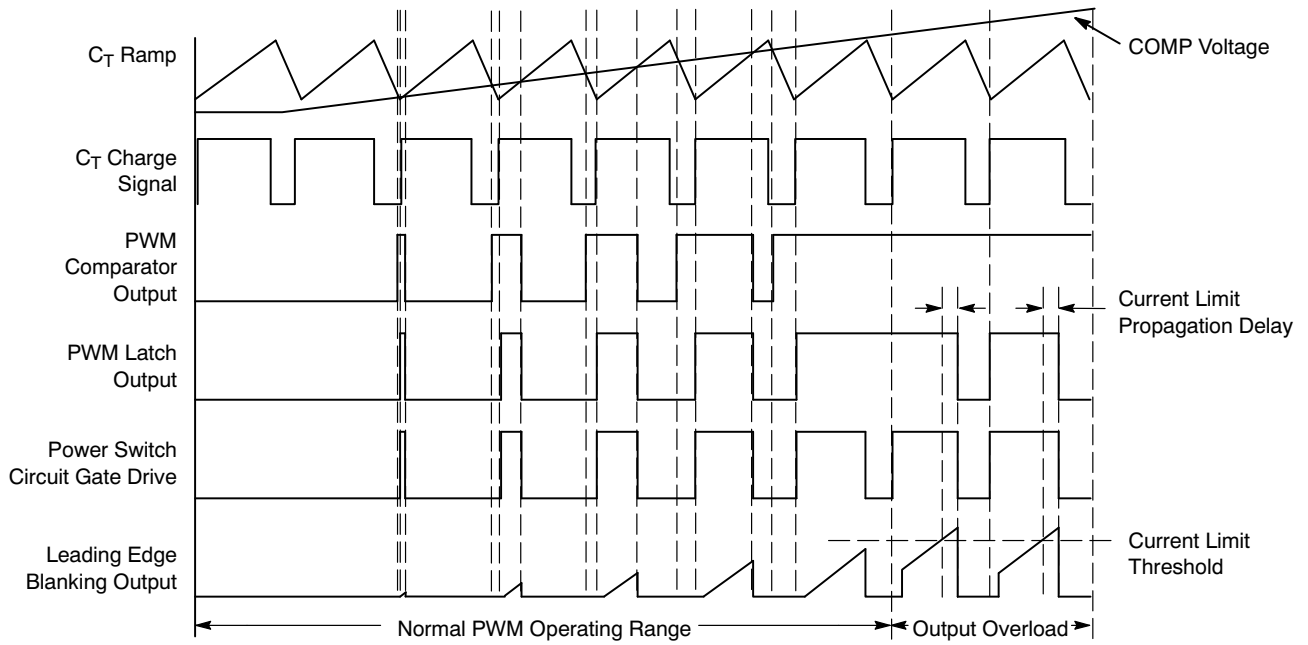 C_T Ramp
COMP Voltage
C_T Charge
Signal
PWM
Comparator
Output
Current Limit
Propagation Delay
PWM Latch
Output
Power Switch
Circuit Gate Drive
Leading Edge
Blanking Output
Current Limit
Threshold
Normal PWM Operating Range
Output Overload